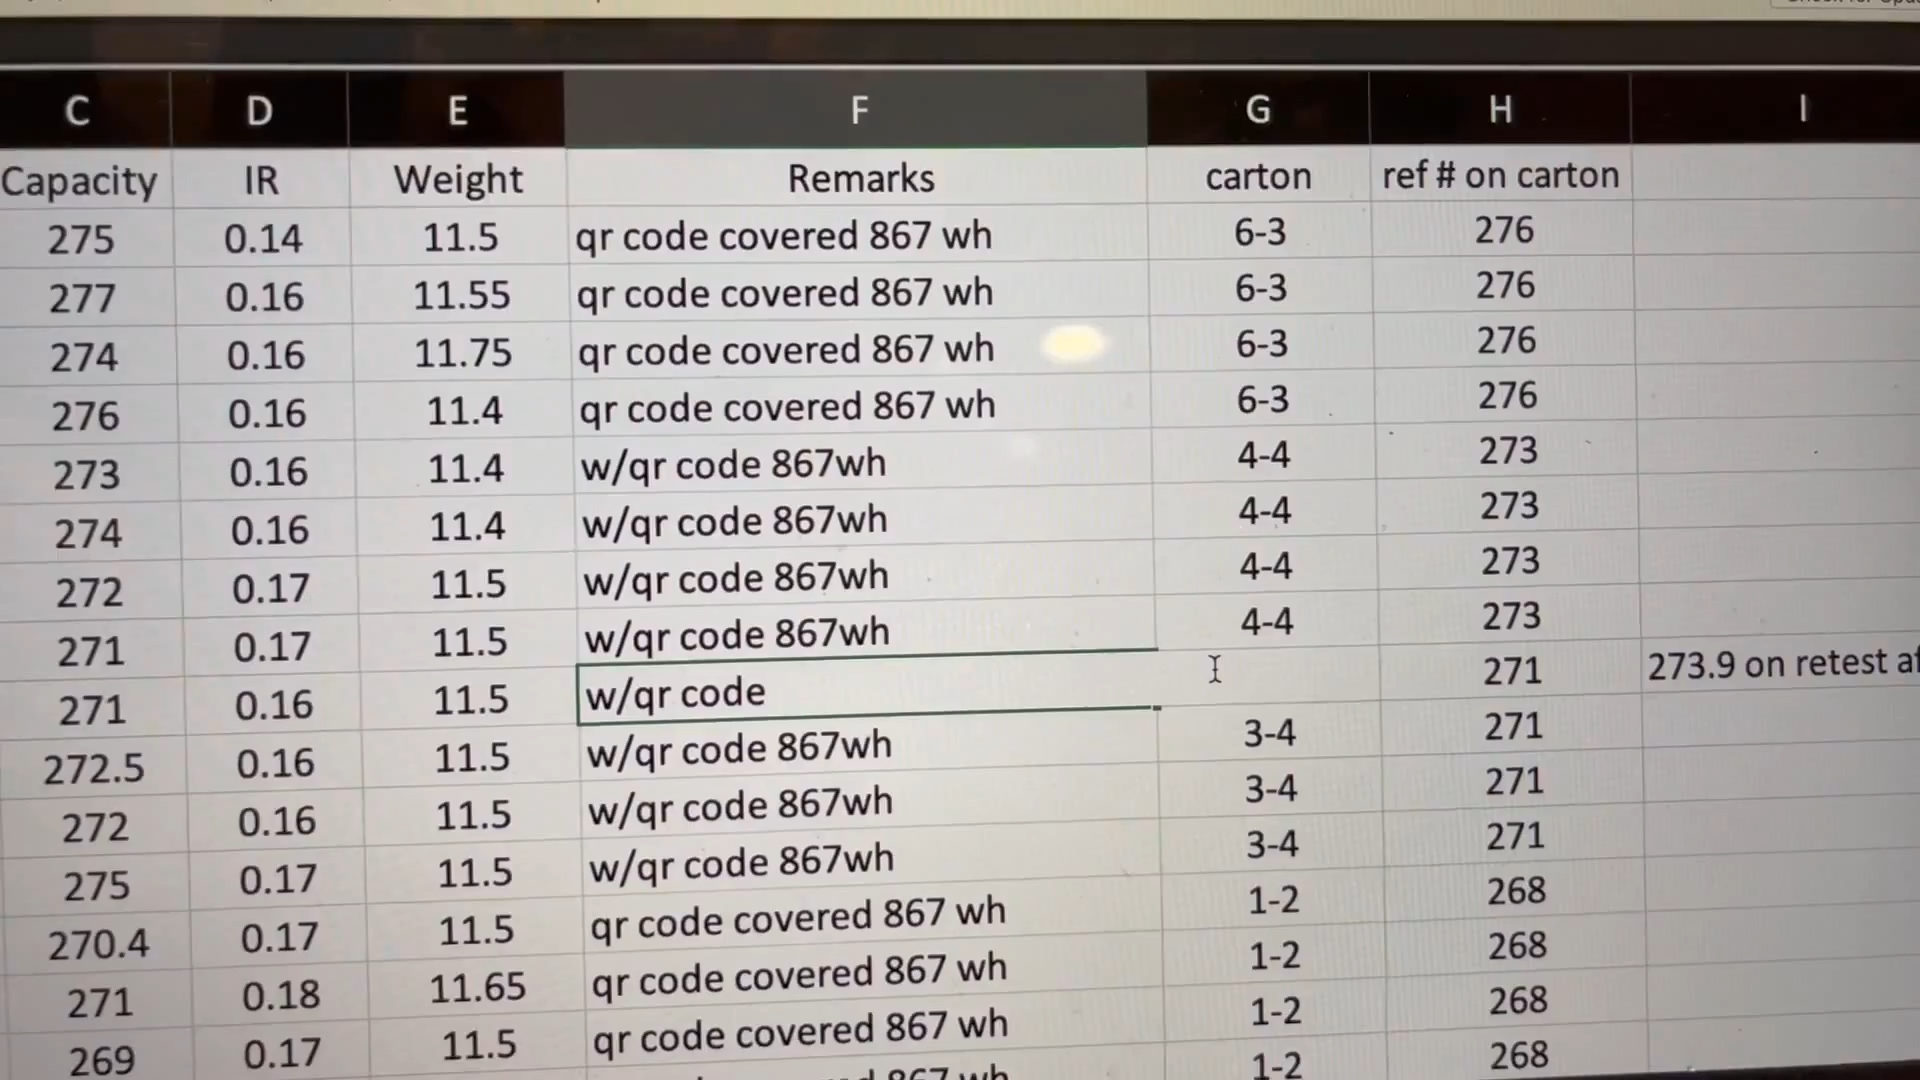 C D E F G H I
Capacity IR Weight Remarks carton ref # on carton
275 0.14 11.5 qr code covered 867 wh 6-3 276
277 0.16 11.55 qr code covered 867 wh 6-3 276
274 0.16 11.75 qr code covered 867 wh 6-3 276
276 0.16 11.4 qr code covered 867 wh 6-3 276
273 0.16 11.4 w/qr code 867wh 4-4 273
274 0.16 11.4 w/qr code 867wh 4-4 273
272 0.17 11.5 w/qr code 867wh 4-4 273
271 0.17 11.5 w/qr code 867wh 4-4 273
271 0.16 11.5 w/qr code 271 273.9 on retest
272.5 0.16 11.5 w/qr code 867wh 3-4 271
272 0.16 11.5 w/qr code 867wh 3-4 271
275 0.17 11.5 w/qr code 867wh 3-4 271
270.4 0.17 11.5 qr code covered 867 wh 1-2 268
271 0.18 11.65 qr code covered 867 wh 1-2 268
269 0.17 11.5 qr code covered 867 wh 1-2 268
867 wh 1-2 268